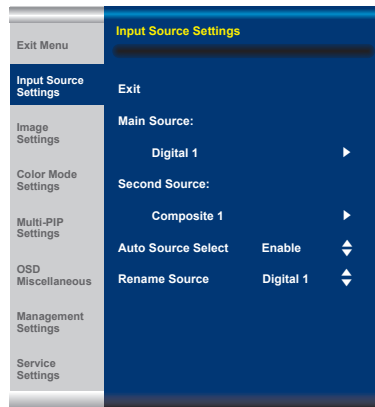 Exit Menu
Input Source
Settings
Image
Settings
Color Mode
Settings
Multi-PIP
Settings
OSD
Miscellaneous
Management
Settings
Service
Settings
Input Source Settings
Exit
Main Source:
Digital 1
Second Source:
Composite 1
Auto Source Select Enable
Rename Source Digital 1